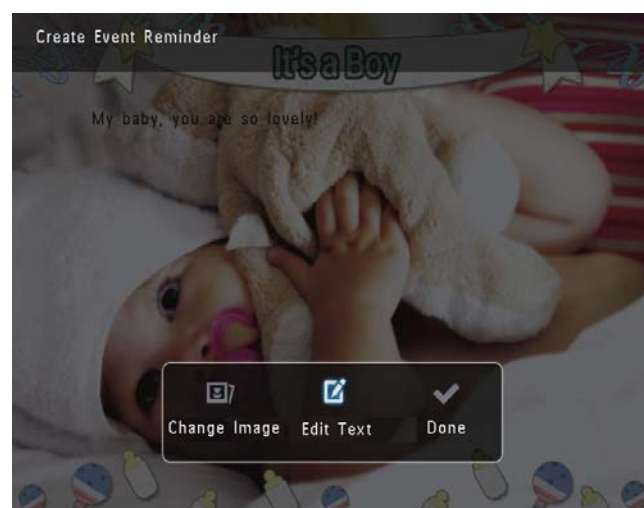 Create Event Reminder
It's a Boy
My baby, you are so lovely!
Change Image
Edit Text
Done